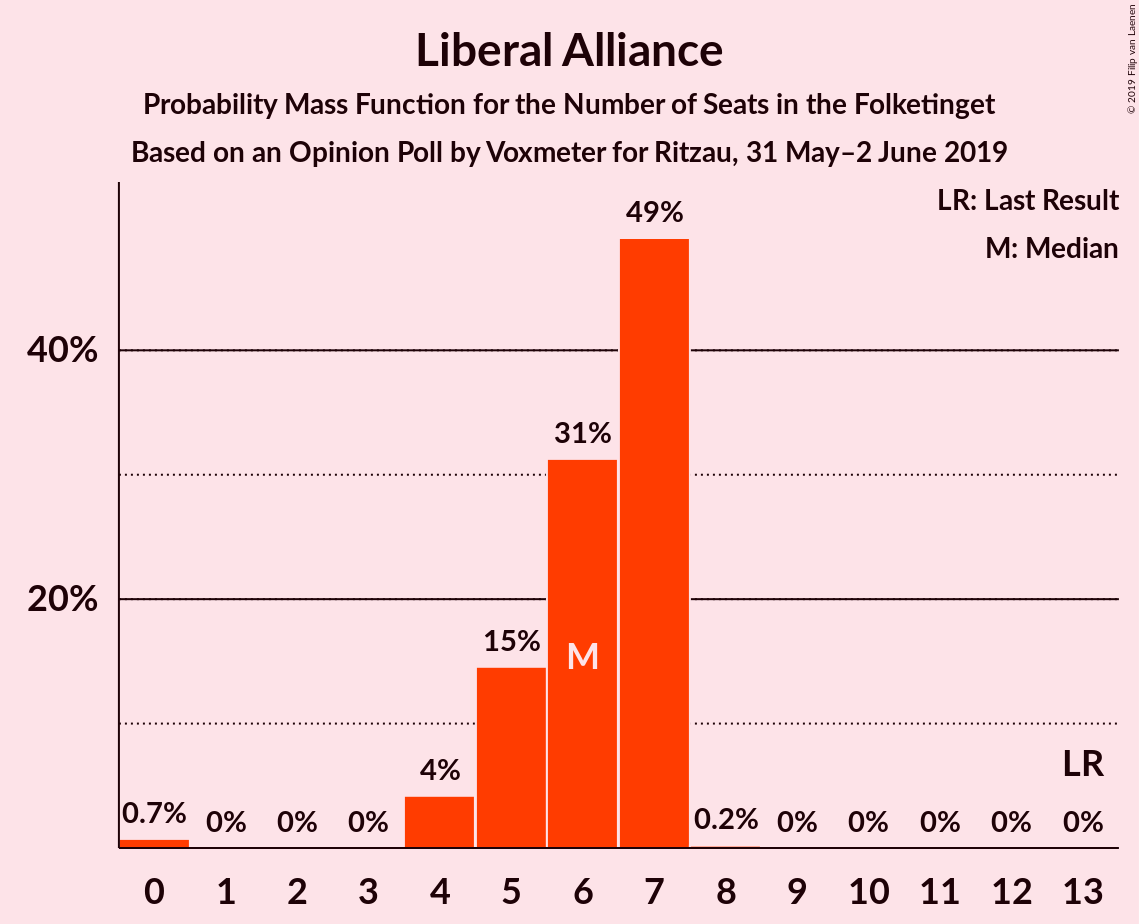 Liberal Alliance
Probability Mass Function for the Number of Seats in the Folketinget
Based on an Opinion Poll by Voxmeter for Ritzau, 31 May–2 June 2019
© 2019 Filip van Laenen
LR: Last Result
M: Median
49%
40%
31%
20%
15%
M
LR
4%
0.7% 0% 0% 0% 0.2% 0% 0% 0% 0% 0%
0 1 2 3 4 5 6 7 8 9 10 11 12 13